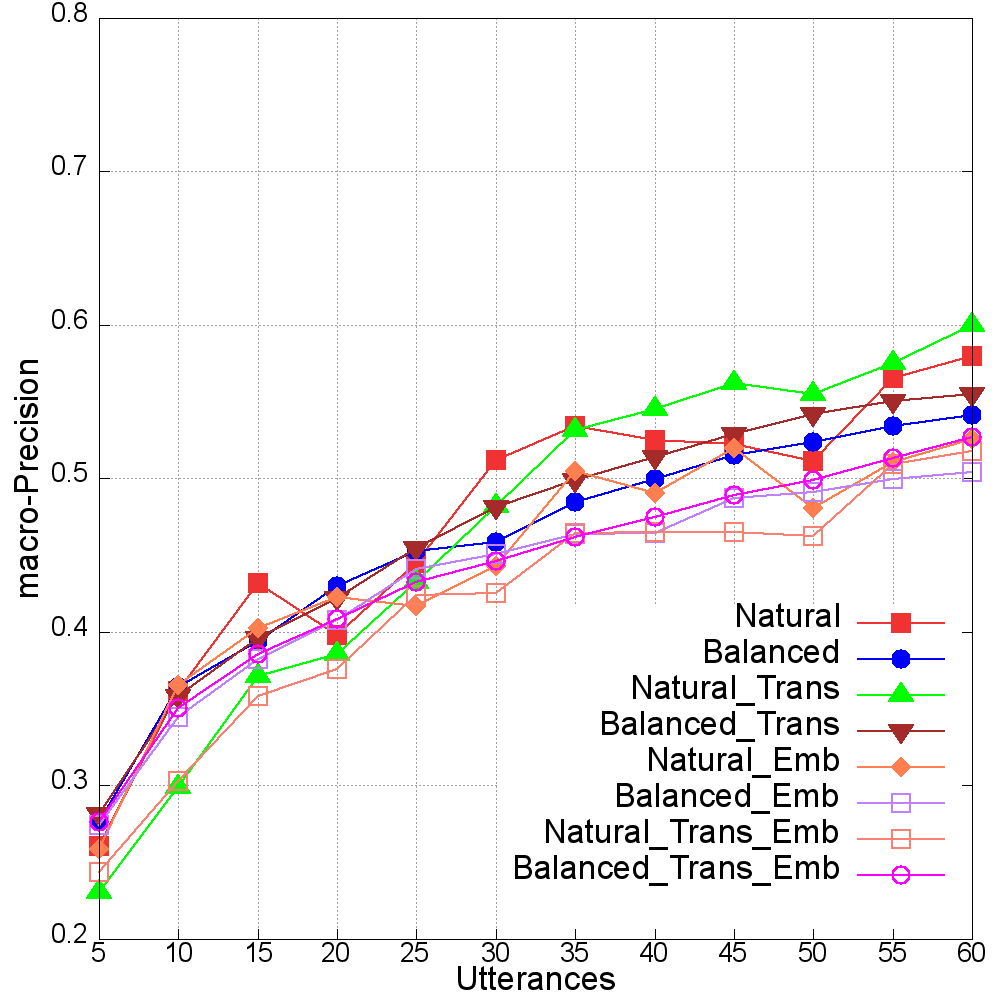 0.8
0.7
0.6
0.5
0.4
0.3
0.2
macro-Precision
Natural
Balanced
Natural_Trans
Balanced_Trans
Natural_Emb
Balanced_Emb
Natural_Trans_Emb
Balanced_Trans_Emb
5 10 15 20 25 30 35 40 45 50 55 60
Utterances